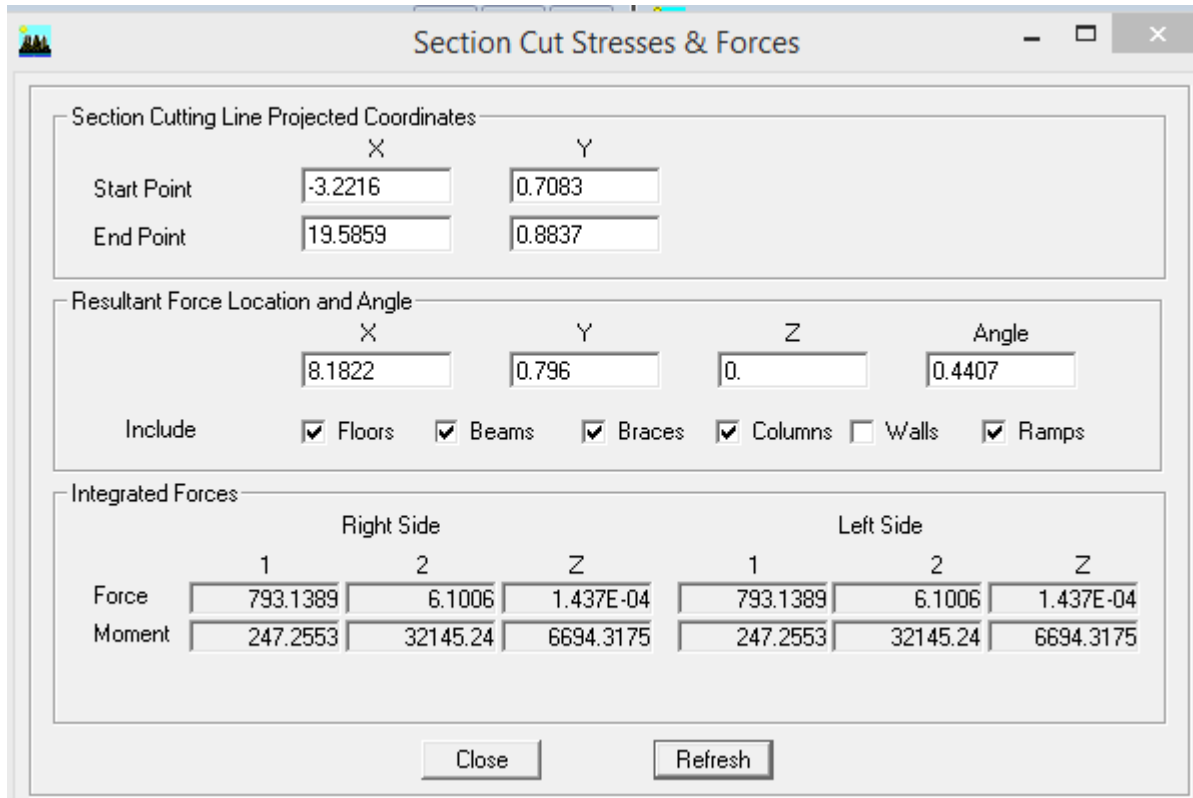 Section Cut Stresses & Forces
Section Cutting Line Projected Coordinates
X Y
Start Point -3.2216 0.7083
End Point 19.5859 0.8837
Resultant Force Location and Angle
X Y Z Angle
8.1822 0.796 0. 0.4407
Include Floors Beams Braces Columns Walls Ramps
Integrated Forces
Right Side Left Side
1 2 Z 1 2 Z
Force 793.1389 6.1006 1.437E-04 793.1389 6.1006 1.437E-04
Moment 247.2553 32145.24 6694.3175 247.2553 32145.24 6694.3175
Close Refresh